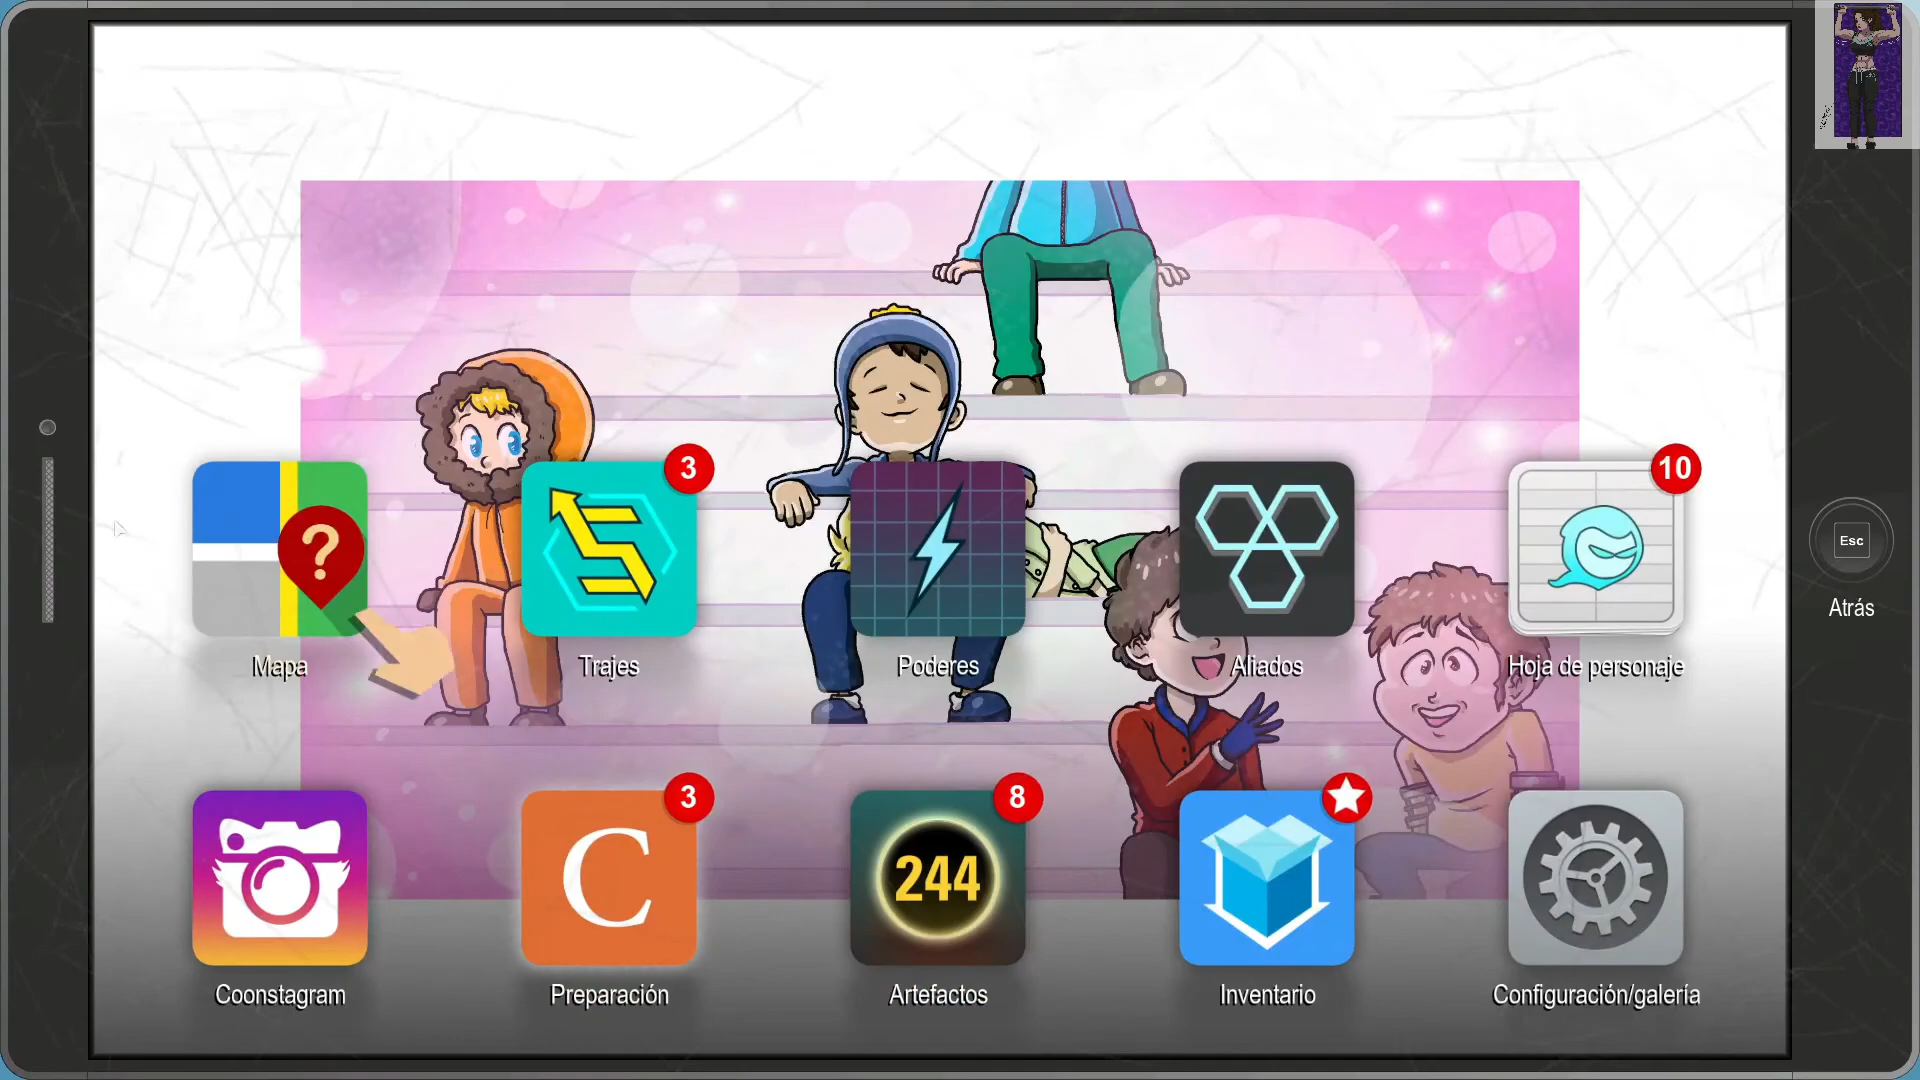 3
10
?
Esc
Atrás
Mapa
Trajes
Poderes
Aliados
Hoja de personaje
3
8
C
244
Coonstagram
Preparación
Artefactos
Inventario
Configuración/galería